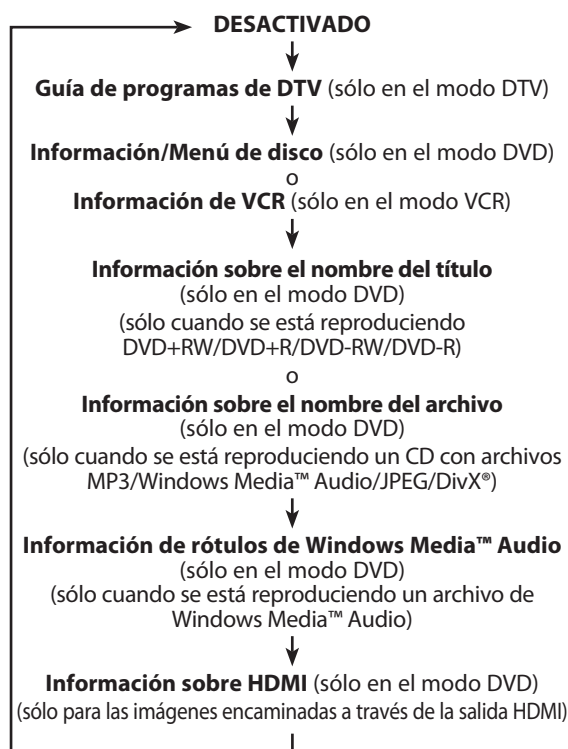 DESACTIVADO
Guía de programas de DTV (sólo en el modo DTV)
Información/Menú de disco (sólo en el modo DVD)
o
Información de VCR (sólo en el modo VCR)
Información sobre el nombre del título
(sólo en el modo DVD)
(sólo cuando se está reproduciendo
DVD+RW/DVD+R/DVD-RW/DVD-R)
o
Información sobre el nombre del archivo
(sólo en el modo DVD)
(sólo cuando se está reproduciendo un CD con archivos
MP3/Windows Media™ Audio/JPEG/DivX®)
Información de rótulos de Windows Media™ Audio
(sólo en el modo DVD)
(sólo cuando se está reproduciendo un archivo de
Windows Media™ Audio)
Información sobre HDMI (sólo en el modo DVD)
(sólo para las imágenes encaminadas a través de la salida HDMI)